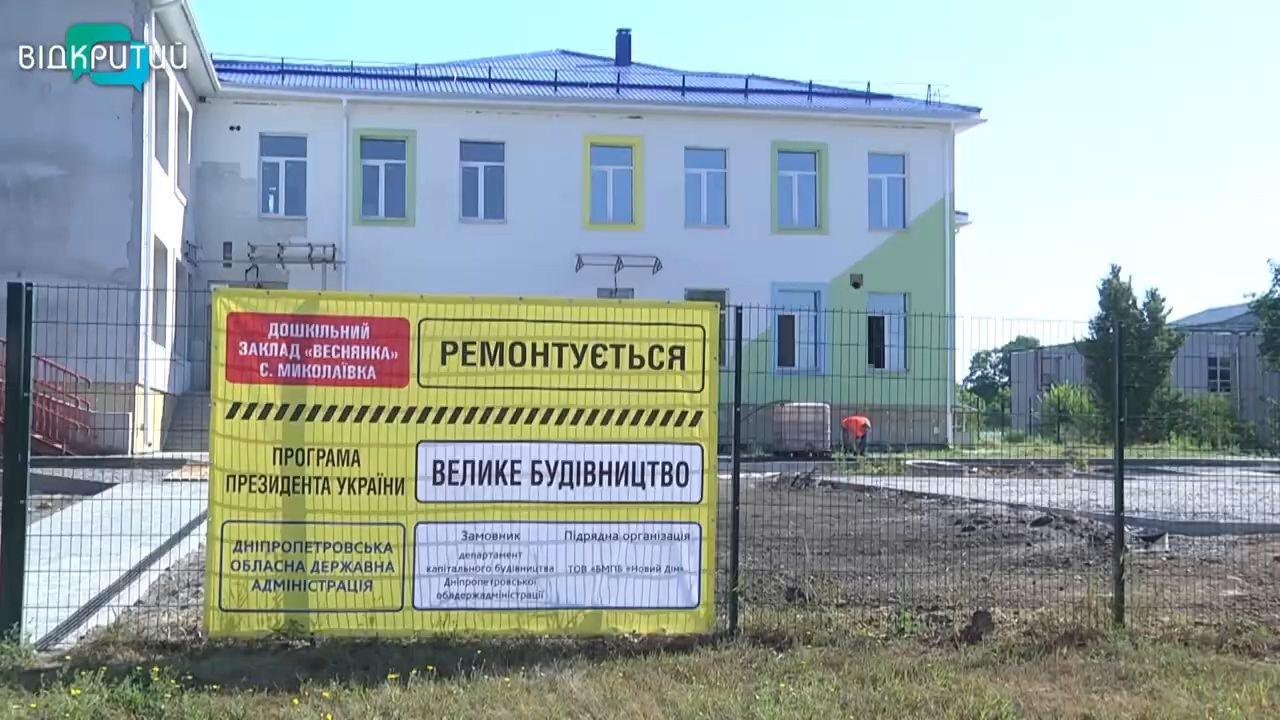 ВІДКРИТИЙ
ДОШКІЛЬНИЙ
ЗАКЛАД «ВЕСНЯНКА»
С. МИКОЛАЇВКА
РЕМОНТУЄТЬСЯ
ПРОГРАМА
ПРЕЗИДЕНТА УКРАЇНИ
ВЕЛИКЕ БУДІВНИЦТВО
ДНІПРОПЕТРОВСЬКА
ОБЛАСНА ДЕРЖАВНА
АДМІНІСТРАЦІЯ
Замовник
департамент
капітального будівництва
Дніпропетровської
облдержадміністрації
Підрядна організація
ТОВ «БМПБ «Новий Дім»